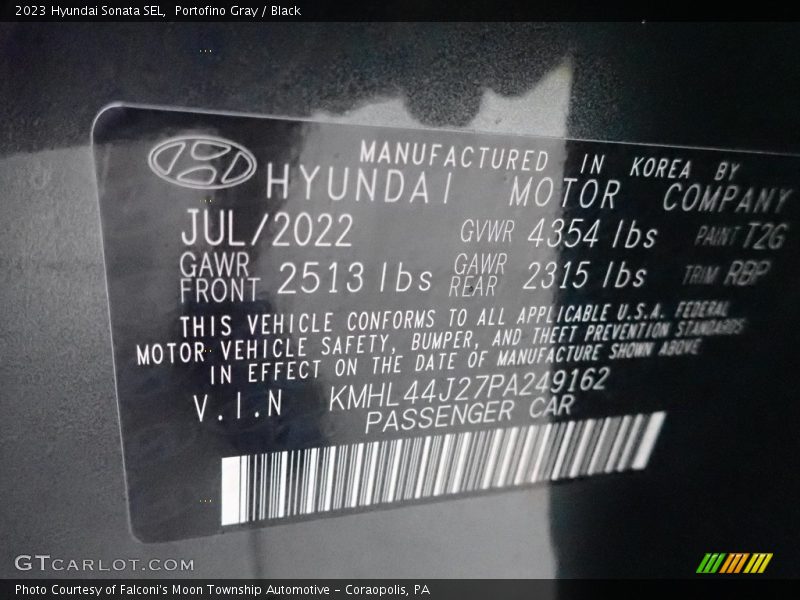 2023 Hyundai Sonata SEL, Portofino Gray / Black
MANUFACTURED IN KOREA BY
HYUNDAI MOTOR COMPANY
JUL/2022 GVWR 4354 lbs PAINT T2G
GAWR FRONT 2513 lbs GAWR REAR 2315 lbs TRIM RBP
THIS VEHICLE CONFORMS TO ALL APPLICABLE U.S.A. FEDERAL
MOTOR VEHICLE SAFETY, BUMPER, AND THEFT PREVENTION STANDARDS
IN EFFECT ON THE DATE OF MANUFACTURE SHOWN ABOVE
V.I.N KMHL44J27PA249162
PASSENGER CAR
GTCARLOT.COM
Photo Courtesy of Falconi's Moon Township Automotive – Coraopolis, PA